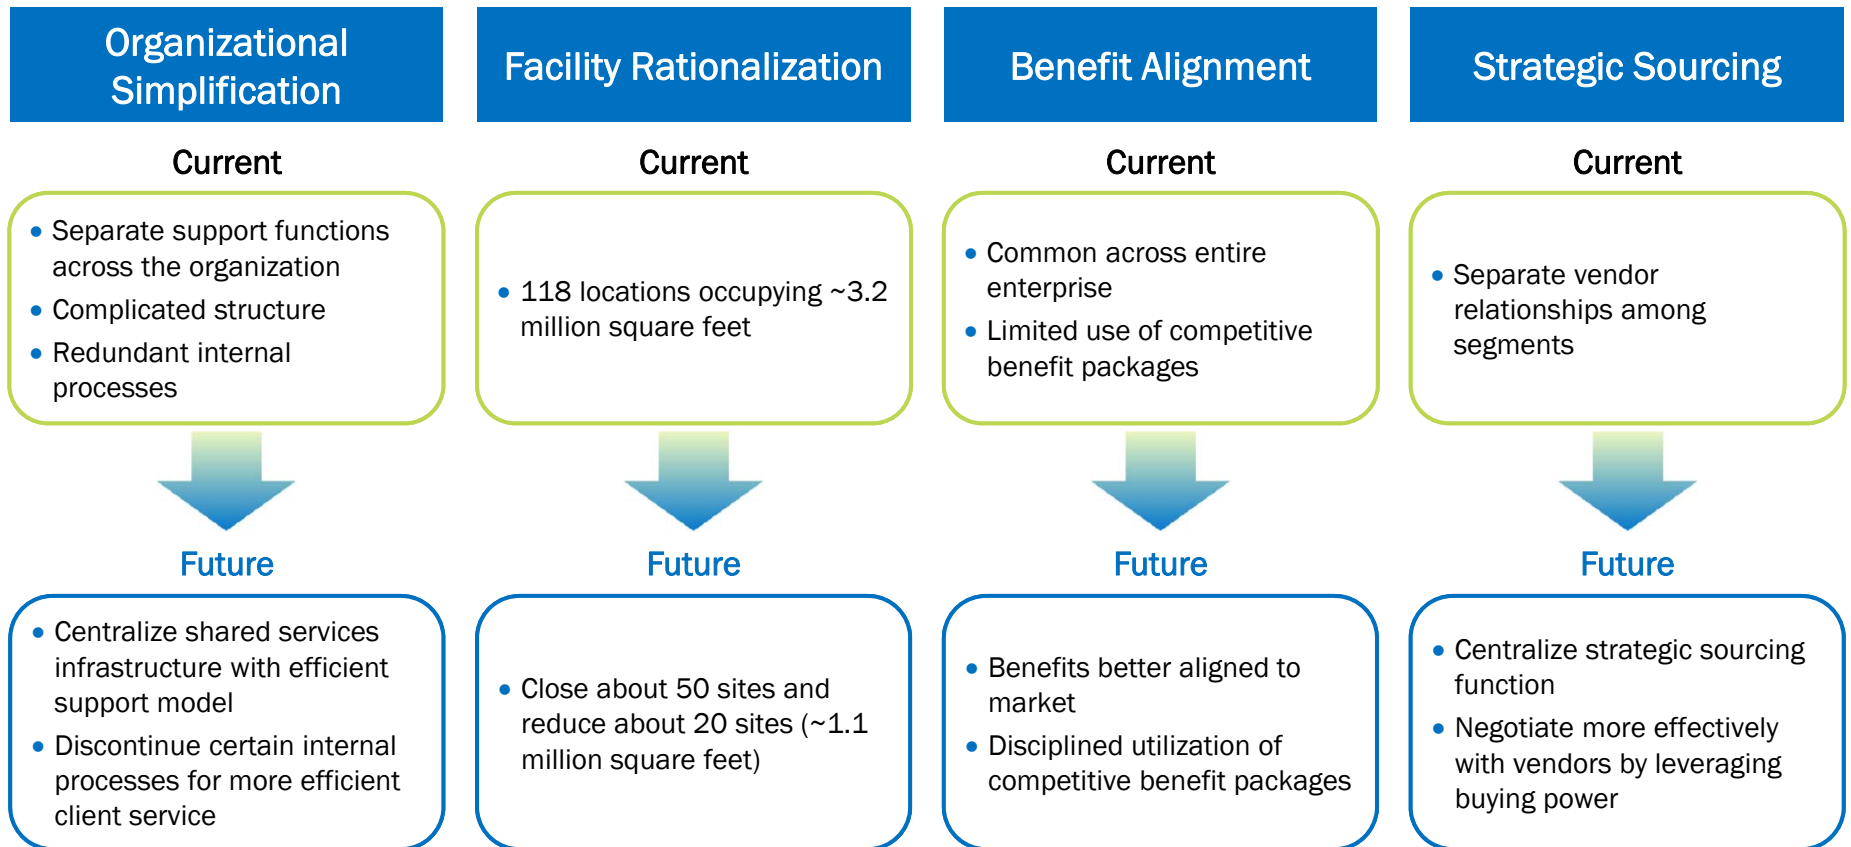 Organizational
Simplification
Current
• Separate support functions
across the organization
• Complicated structure
• Redundant internal
processes
Future
• Centralize shared services
infrastructure with efficient
support model
• Discontinue certain internal
processes for more efficient
client service
Facility Rationalization
Current
• 118 locations occupying ~3.2
million square feet
Future
• Close about 50 sites and
reduce about 20 sites (~1.1
million square feet)
Benefit Alignment
Current
• Common across entire
enterprise
• Limited use of competitive
benefit packages
Future
• Benefits better aligned to
market
• Disciplined utilization of
competitive benefit packages
Strategic Sourcing
Current
• Separate vendor
relationships among
segments
Future
• Centralize strategic sourcing
function
• Negotiate more effectively
with vendors by leveraging
buying power